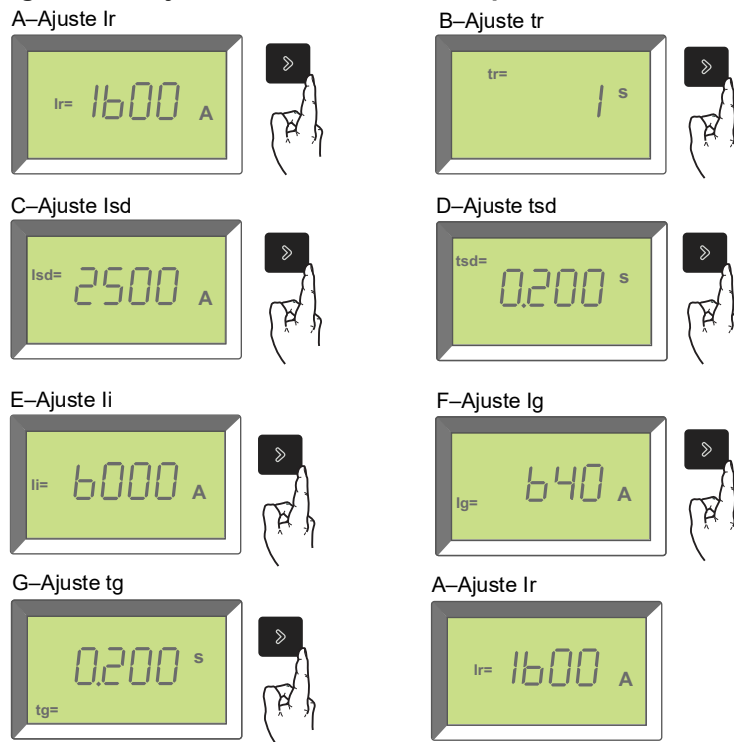 A–Ajuste Ir
Ir= 1600 A
B–Ajuste tr
tr= 1 s
C–Ajuste Isd
Isd= 2500 A
D–Ajuste tsd
tsd= 0.200 s
E–Ajuste Ii
Ii= 6000 A
F–Ajuste Ig
Ig= 640 A
G–Ajuste tg
tg= 0.200 s
A–Ajuste Ir
Ir= 1600 A